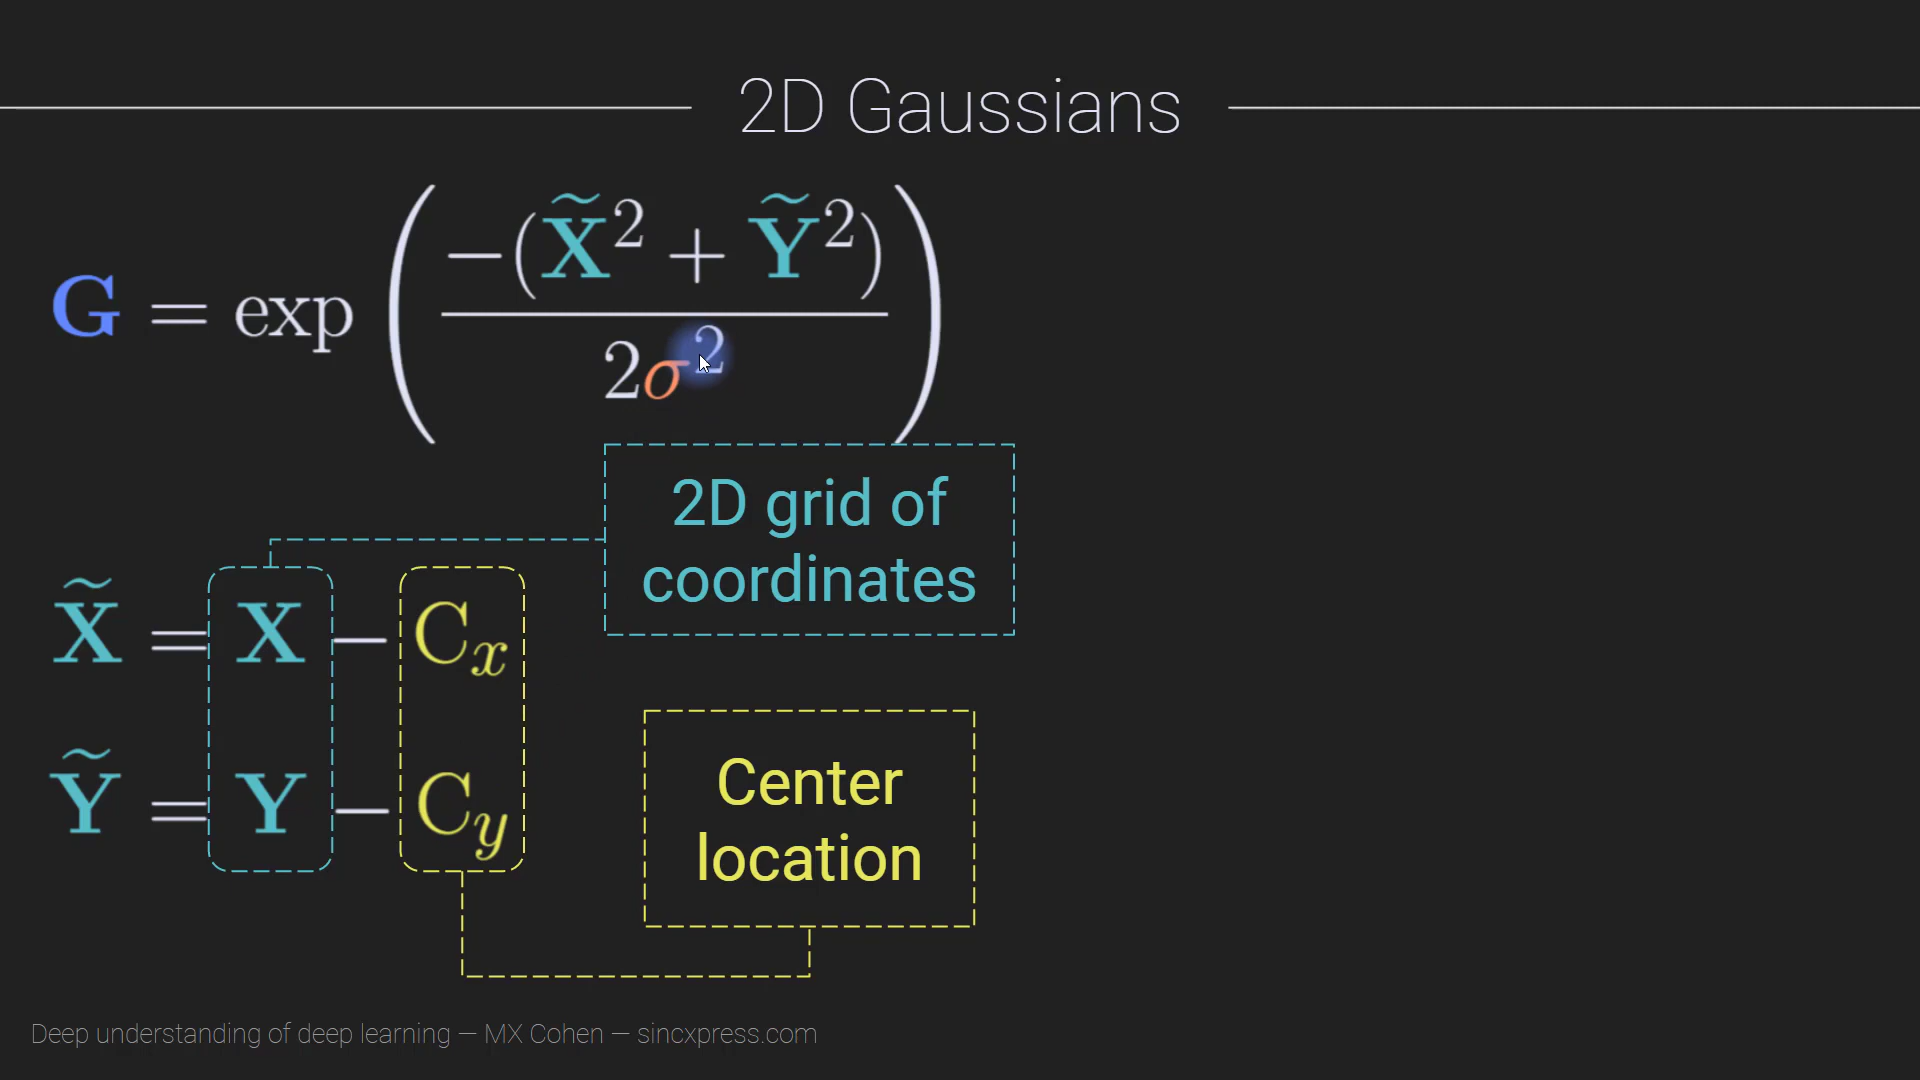 2D Gaussians
G = exp ( −(X̃² + Ỹ²) / 2σ² )
2D grid of
coordinates
X̃ = X − Cₓ
Ỹ = Y − C_y
Center
location
Deep understanding of deep learning — MX Cohen — sincxpress.com